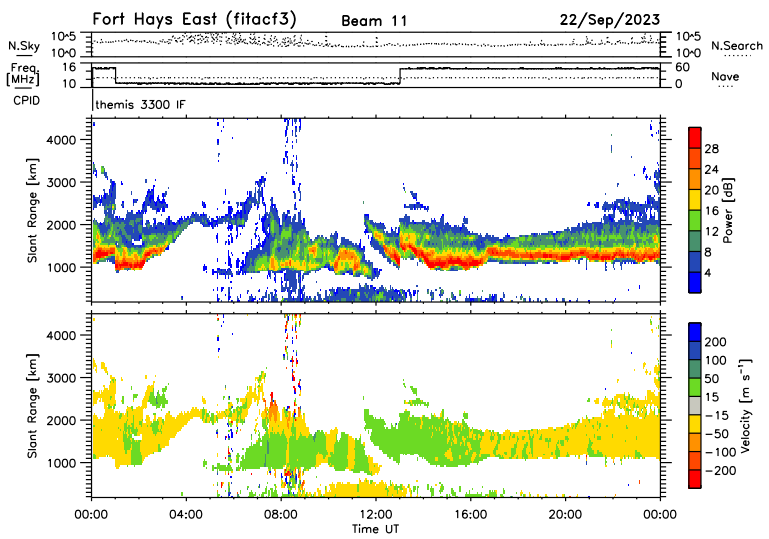 Fort Hays East (fitacf3) Beam 11 22/Sep/2023
N.Sky 10^5 10^0 10^5 10^0 N.Search
Freq. [MHz] 16 10 60 0 Nave
CPID themis 3300 IF
Slant Range [km] 4000 3000 2000 1000
Power [dB] 28 24 20 16 12 8 4
Slant Range [km] 4000 3000 2000 1000
Velocity [m s⁻¹] 200 100 50 15 −15 −50 −100 −200
00:00 04:00 08:00 12:00 16:00 20:00 00:00
Time UT